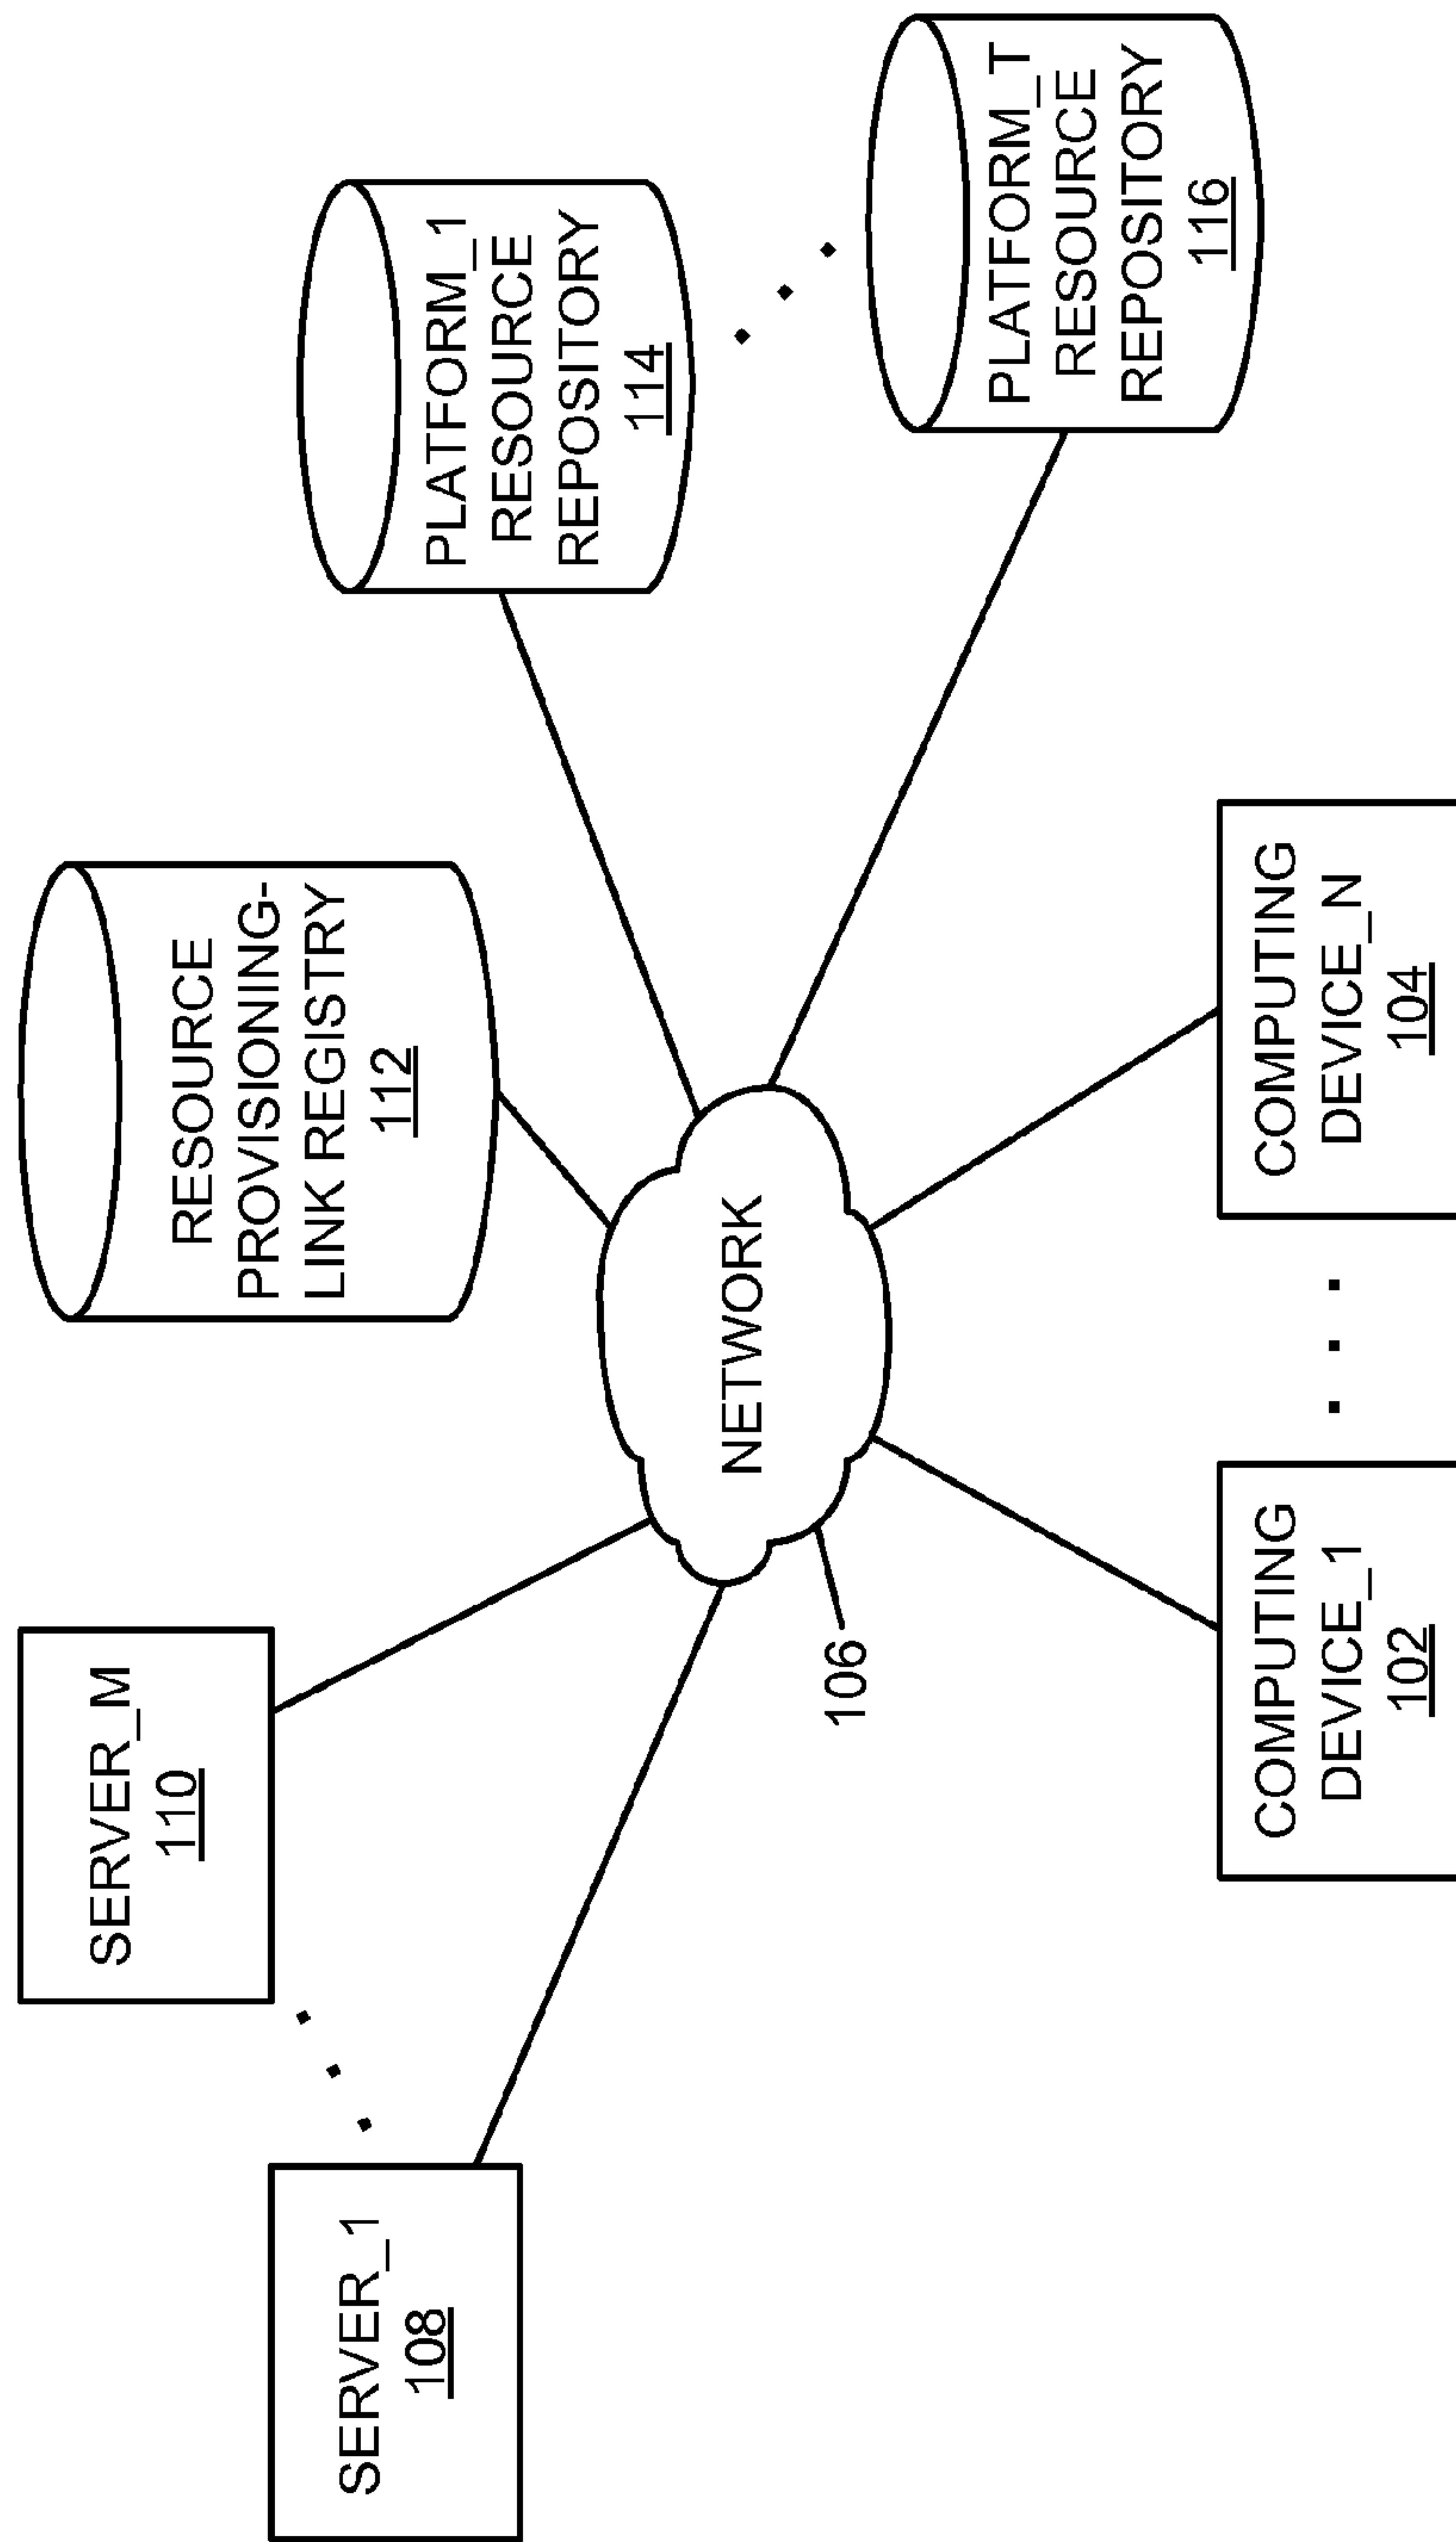 SERVER_M
110
SERVER_1
108
RESOURCE
PROVISIONING-
LINK REGISTRY
112
PLATFORM_1
RESOURCE
REPOSITORY
114
PLATFORM_T
RESOURCE
REPOSITORY
116
NETWORK
106
COMPUTING
DEVICE_1
102
COMPUTING
DEVICE_N
104